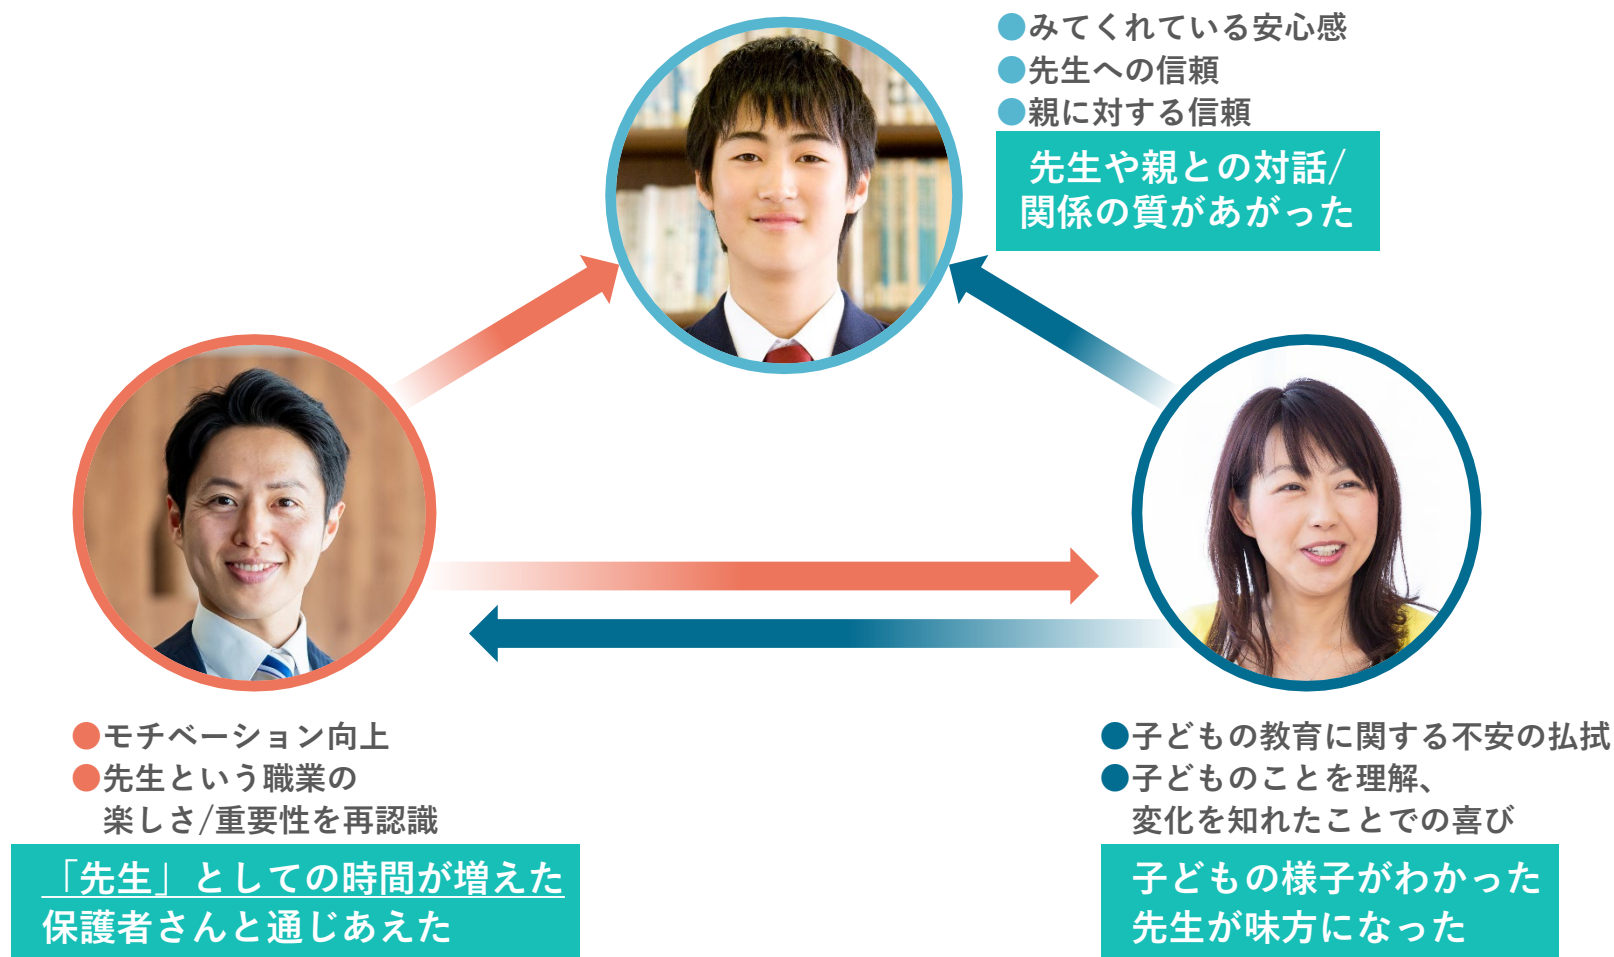 ●みてくれている安心感
●先生への信頼
●親に対する信頼
先生や親との対話/
関係の質があがった
●モチベーション向上
●先生という職業の
楽しさ/重要性を再認識
「先生」としての時間が増えた
保護者さんと通じあえた
●子どもの教育に関する不安の払拭
●子どものことを理解、
変化を知れたことでの喜び
子どもの様子がわかった
先生が味方になった